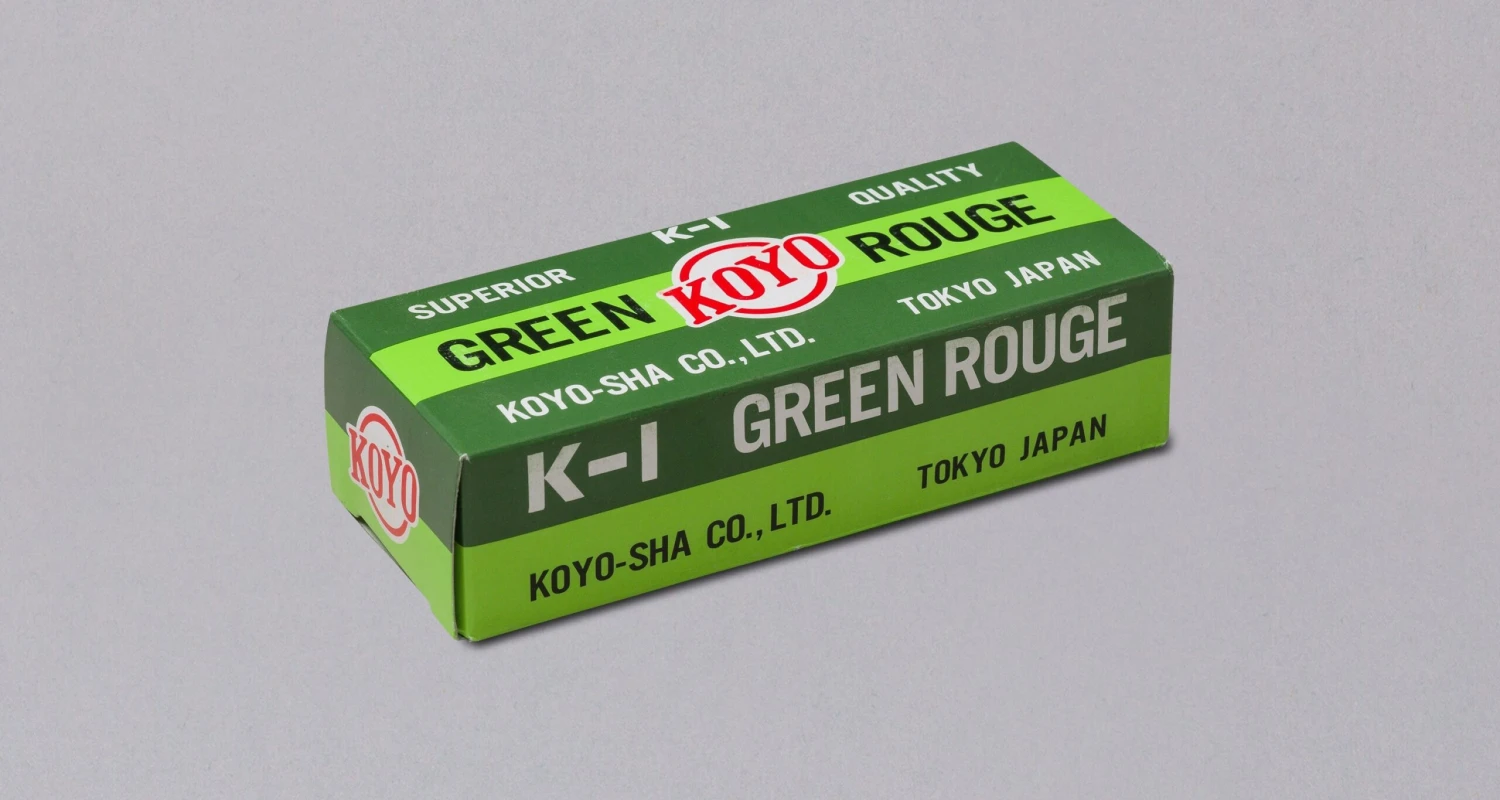 K-I
SUPERIOR QUALITY
GREEN KOYO ROUGE
KOYO-SHA CO.,LTD. TOKYO JAPAN
K-I GREEN ROUGE
KOYO-SHA CO.,LTD. TOKYO JAPAN
KOYO